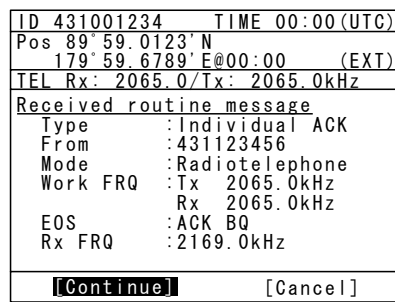 ID 431001234 TIME 00:00(UTC)
Pos 89°59.0123'N
179°59.6789'E@00:00 (EXT)
TEL Rx: 2065.0/Tx: 2065.0kHz
Received routine message
Type :Individual ACK
From :431123456
Mode :Radiotelephone
Work FRQ :Tx 2065.0kHz
Rx 2065.0kHz
EOS :ACK BQ
Rx FRQ :2169.0kHz
[Continue] [Cancel]